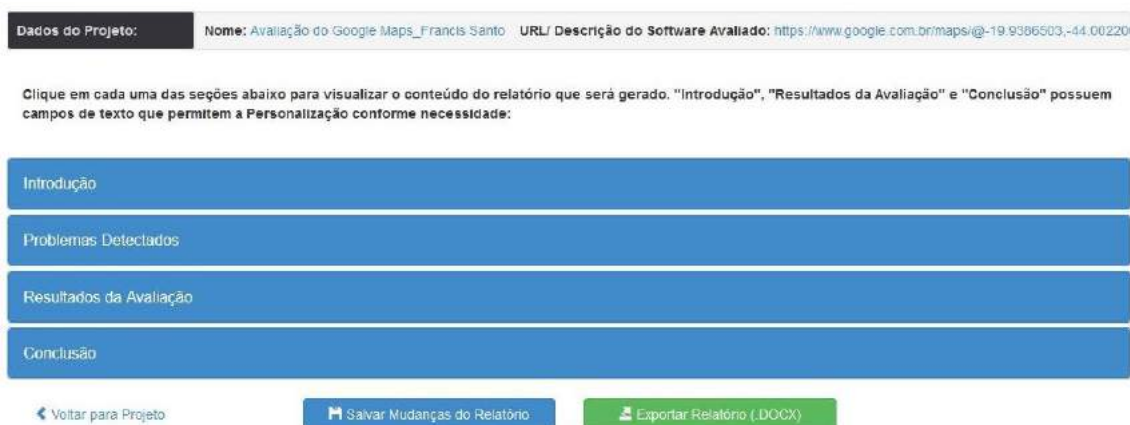 Dados do Projeto: Nome: Avaliação do Google Maps_Francis Santo URL/ Descrição do Software Avaliado: https://www.google.com.br/maps/@-19.9386503,-44.00220
Clique em cada uma das seções abaixo para visualizar o conteúdo do relatório que será gerado. "Introdução", "Resultados da Avaliação" e "Conclusão" possuem
campos de texto que permitem a Personalização conforme necessidade:
Introdução
Problemas Detectados
Resultados da Avaliação
Conclusão
Voltar para Projeto Salvar Mudanças do Relatório Exportar Relatório (.DOCX)